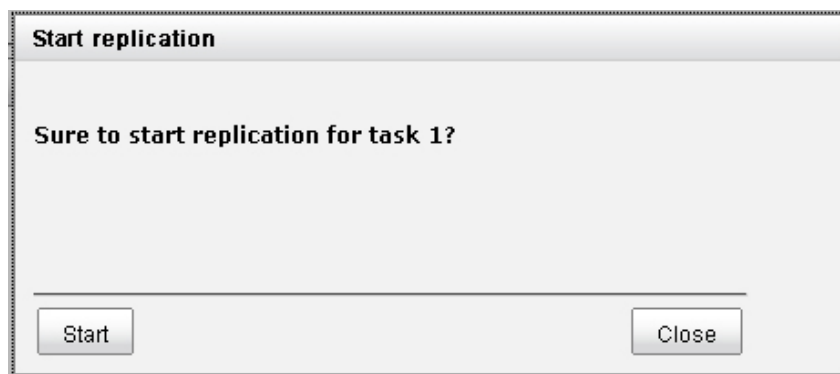 Start replication
Sure to start replication for task 1?
Start
Close